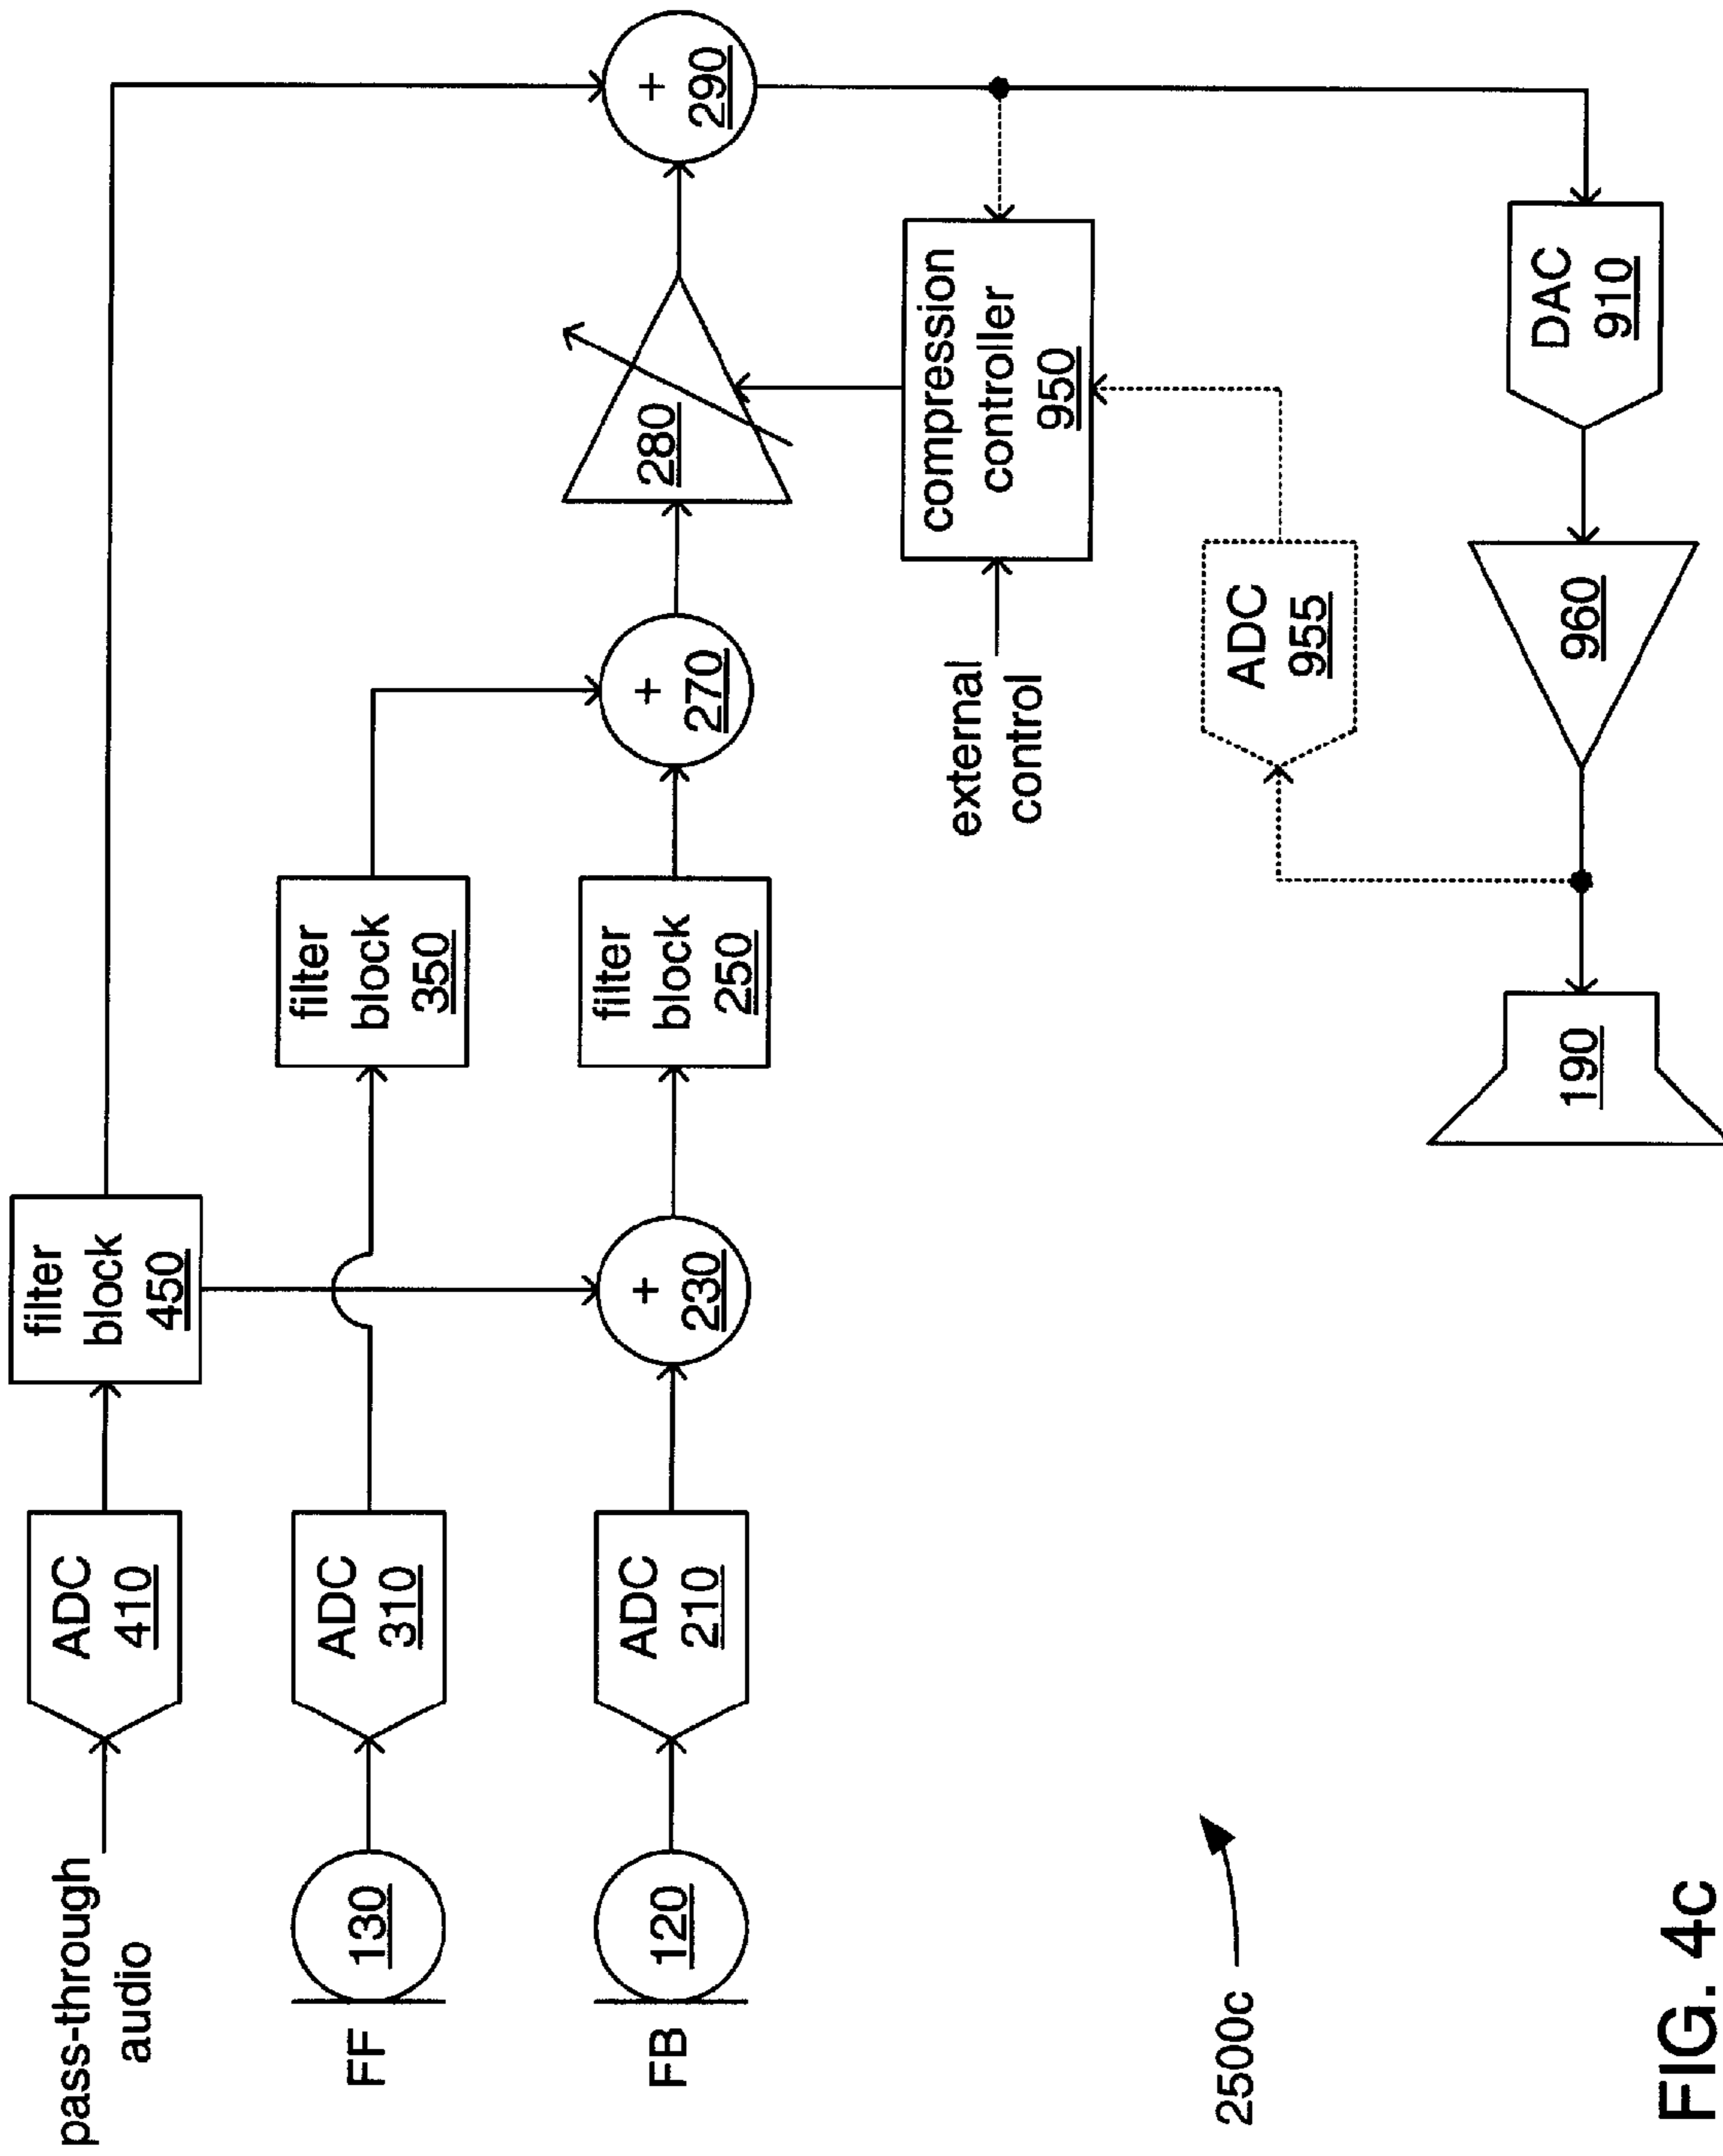 pass-through
audio
ADC
410
filter
block
450
FF
130
ADC
310
filter
block
350
FB
120
ADC
210
+
230
filter
block
250
+
270
280
+
290
external
control
compression
controller
950
ADC
955
DAC
910
960
190
2500c
FIG. 4c